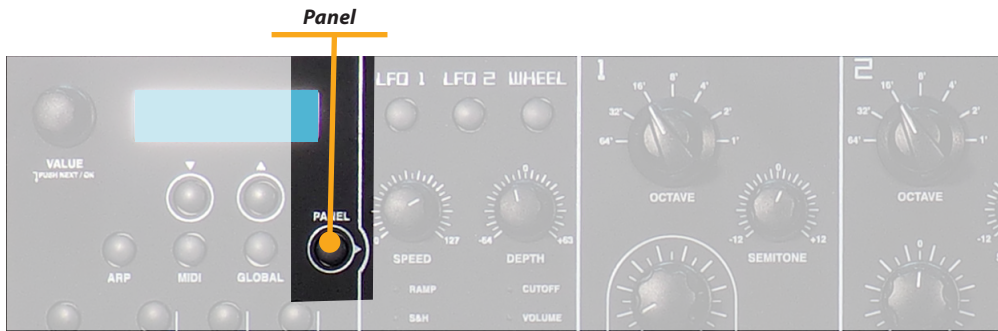 Panel
LFO 1 LFO 2 WHEEL
1
2
16' 8' 4'
32' 2'
64' 1'
OCTAVE
16' 8' 4'
32' 2'
64' 1'
OCTAVE
VALUE
PUSH NEXT / OK
▼ ▲
PANEL
ARP MIDI GLOBAL
0 127
SPEED
0
-64 +63
DEPTH
RAMP
S&H
CUTOFF
VOLUME
0
-12 +12
SEMITONE
0